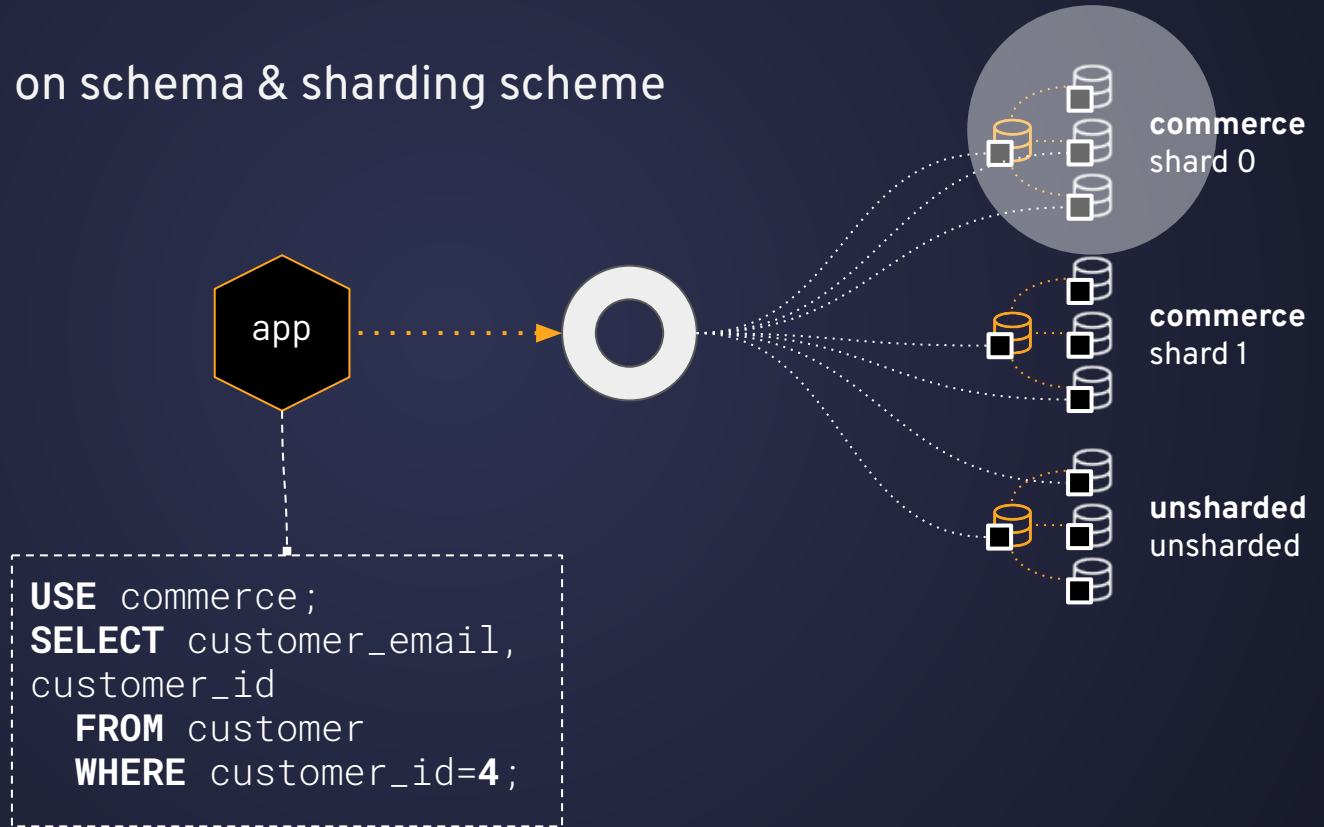 on schema & sharding scheme
commerce
shard 0
app
commerce
shard 1
unsharded
unsharded
USE commerce;
SELECT customer_email,
customer_id
FROM customer
WHERE customer_id=4;